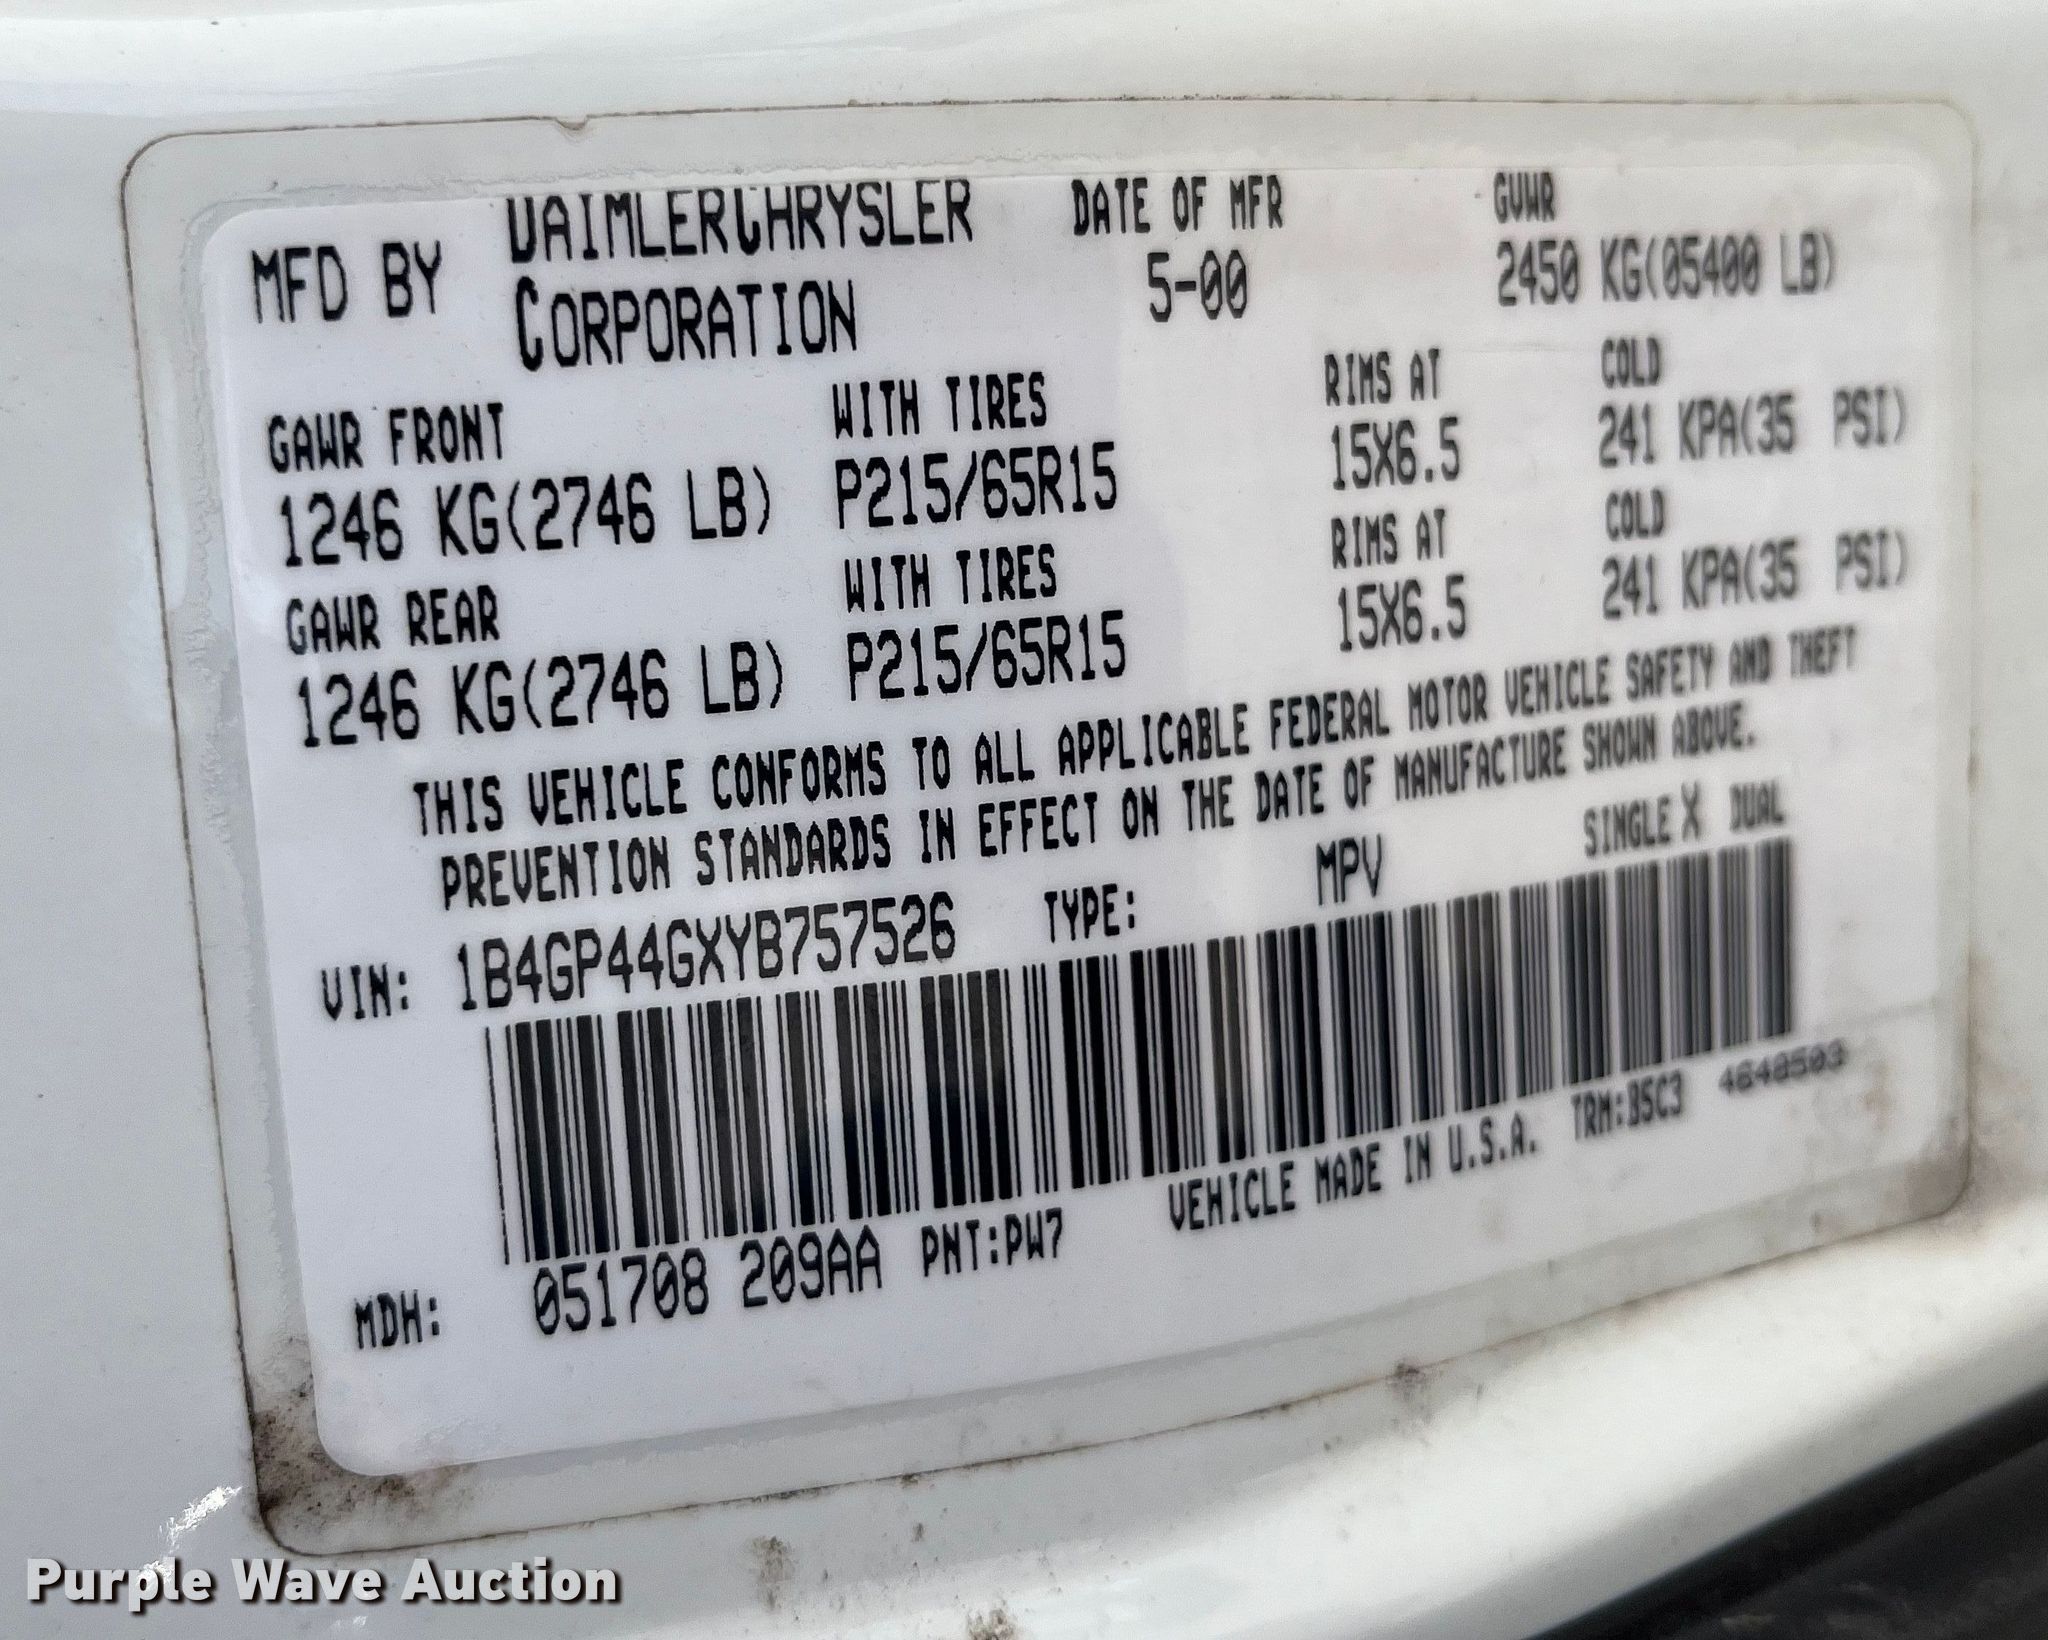 MFD BY DAIMLERCHRYSLER CORPORATION DATE OF MFR 5-00 GVWR 2450 KG(05400 LB)
GAWR FRONT WITH TIRES RIMS AT COLD
1246 KG(2746 LB) P215/65R15 15X6.5 241 KPA(35 PSI)
GAWR REAR WITH TIRES RIMS AT COLD
1246 KG(2746 LB) P215/65R15 15X6.5 241 KPA(35 PSI)
THIS VEHICLE CONFORMS TO ALL APPLICABLE FEDERAL MOTOR VEHICLE SAFETY AND THEFT
PREVENTION STANDARDS IN EFFECT ON THE DATE OF MANUFACTURE SHOWN ABOVE.
VIN: 1B4GP44GXYB757526 TYPE: MPV SINGLE X DUAL
MDH: 051708 209AA PNT:PW7 VEHICLE MADE IN U.S.A. TRM:B5C3 4648503
Purple Wave Auction